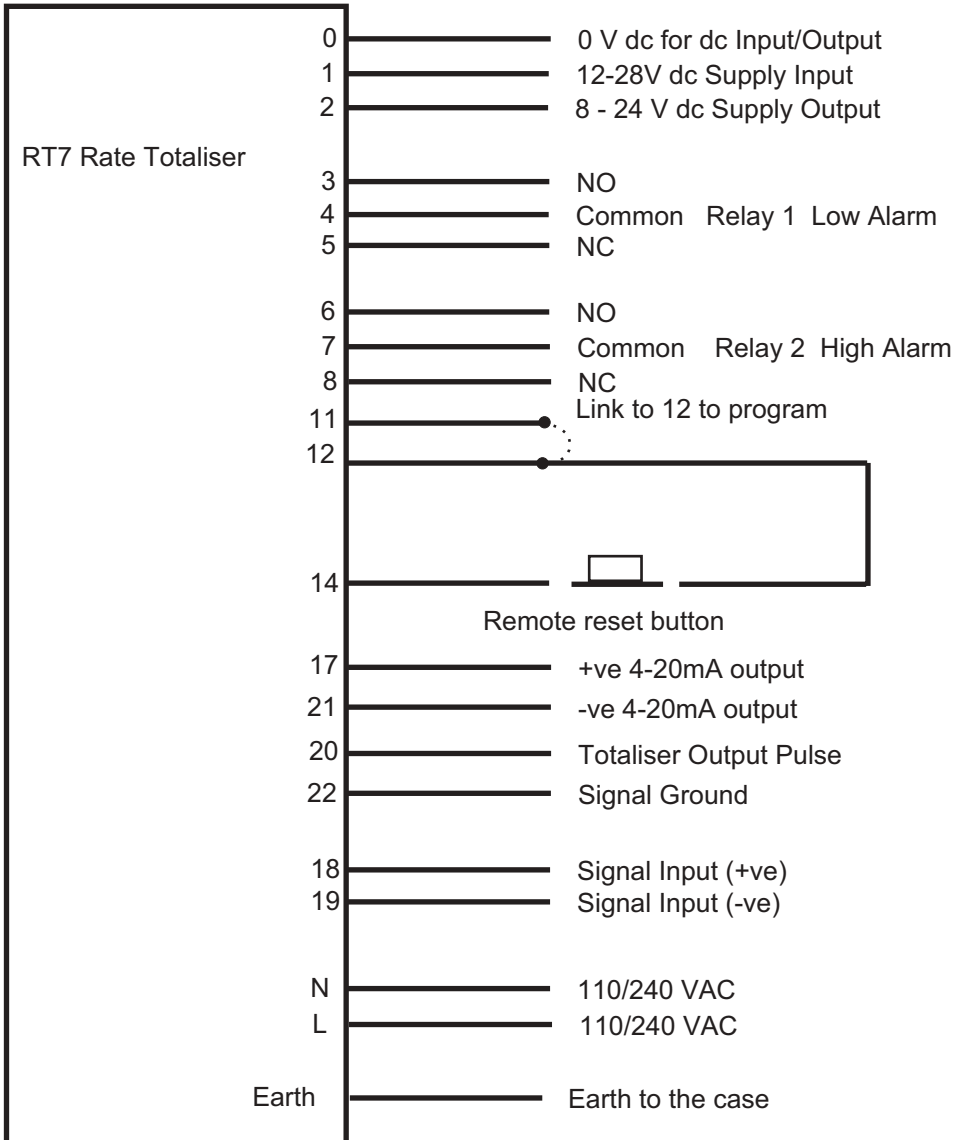 0 0 V dc for dc Input/Output
1 12-28V dc Supply Input
2 8 - 24 V dc Supply Output
RT7 Rate Totaliser
3 NO
4 Common Relay 1 Low Alarm
5 NC
6 NO
7 Common Relay 2 High Alarm
8 NC
11 Link to 12 to program
12
14
Remote reset button
17 +ve 4-20mA output
21 -ve 4-20mA output
20 Totaliser Output Pulse
22 Signal Ground
18 Signal Input (+ve)
19 Signal Input (-ve)
N 110/240 VAC
L 110/240 VAC
Earth Earth to the case